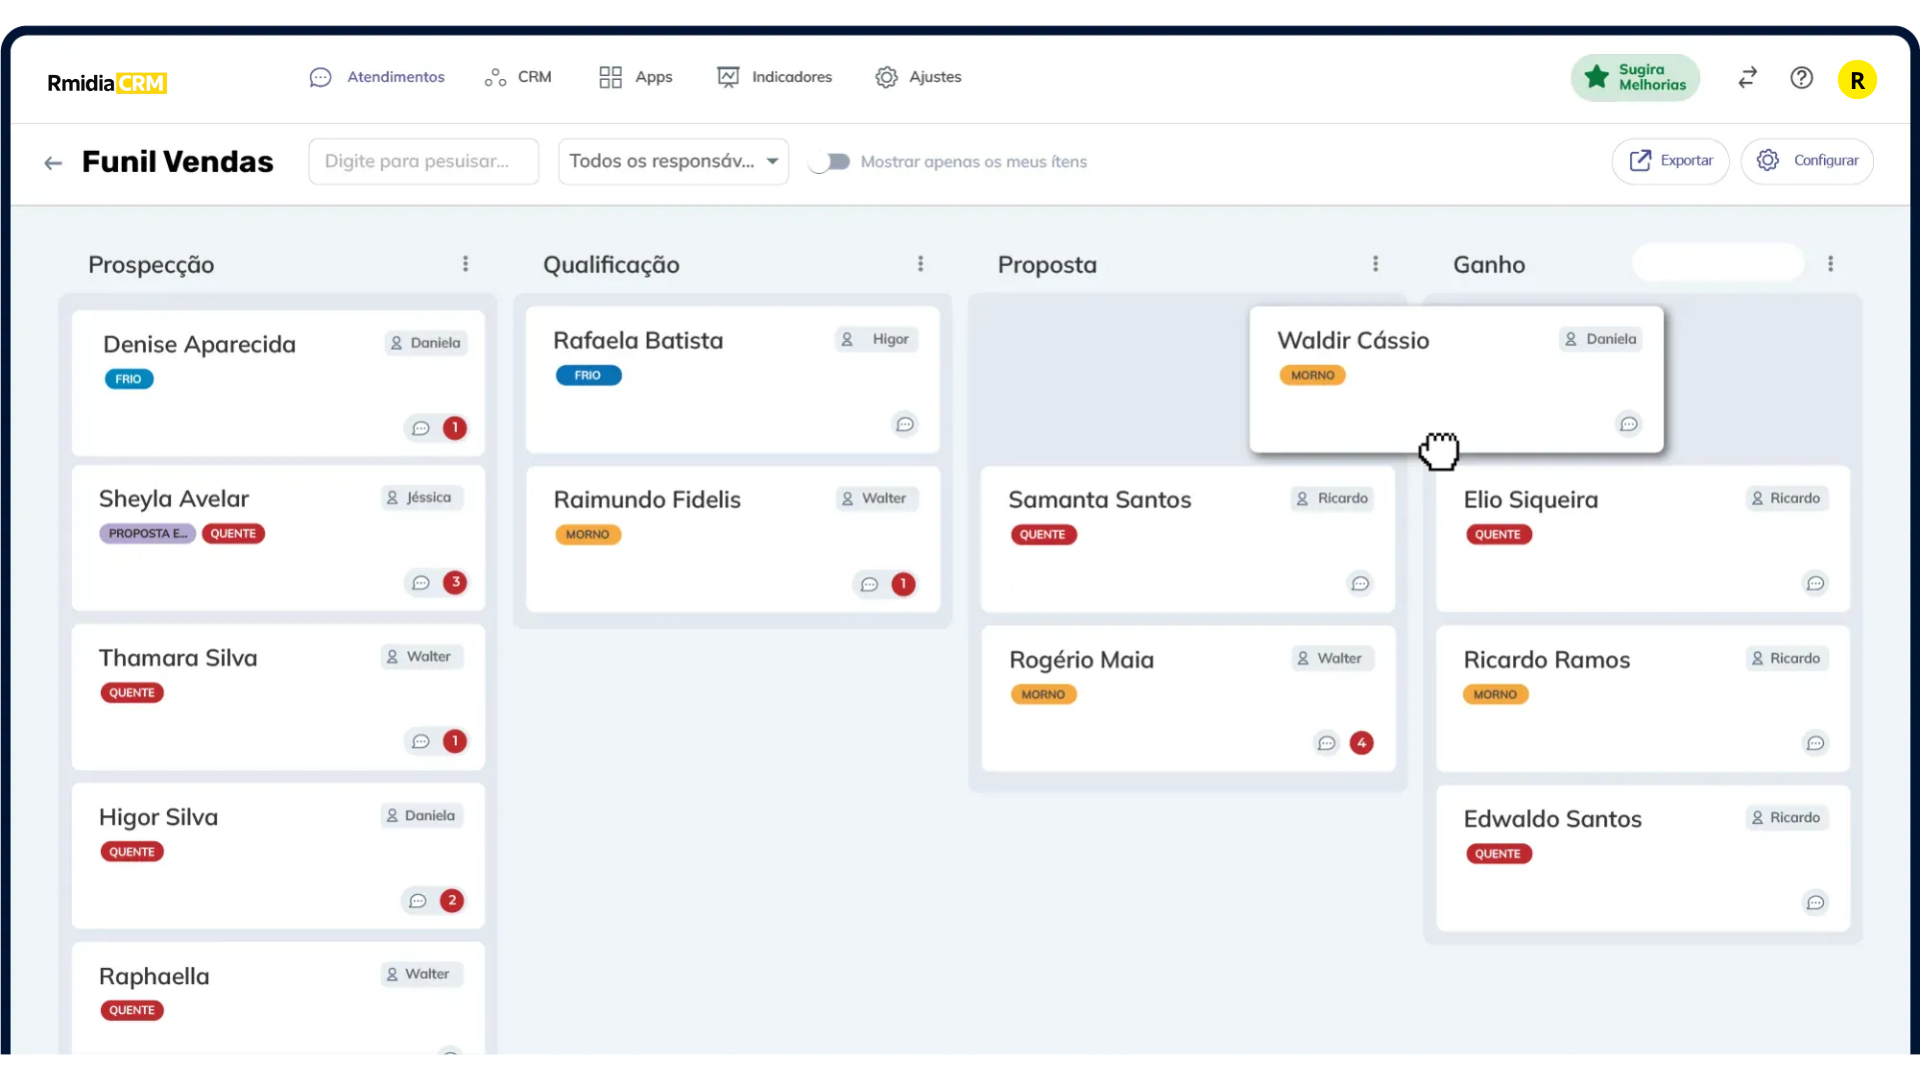 RmidiaCRM
Atendimentos
CRM
Apps
Indicadores
Ajustes
Sugira
Melhorias
R
Funil Vendas
Digite para pesuisar...
Todos os responsáv...
Mostrar apenas os meus ítens
Exportar
Configurar
Prospecção
Denise Aparecida
Daniela
FRIO
1
Sheyla Avelar
Jéssica
PROPOSTA E...
QUENTE
3
Thamara Silva
Walter
QUENTE
1
Higor Silva
Daniela
QUENTE
2
Raphaella
Walter
QUENTE
Qualificação
Rafaela Batista
Higor
FRIO
Raimundo Fidelis
Walter
MORNO
1
Proposta
Waldir Cássio
Daniela
MORNO
Samanta Santos
Ricardo
QUENTE
Rogério Maia
Walter
MORNO
4
Ganho
Elio Siqueira
Ricardo
QUENTE
Ricardo Ramos
Ricardo
MORNO
Edwaldo Santos
Ricardo
QUENTE